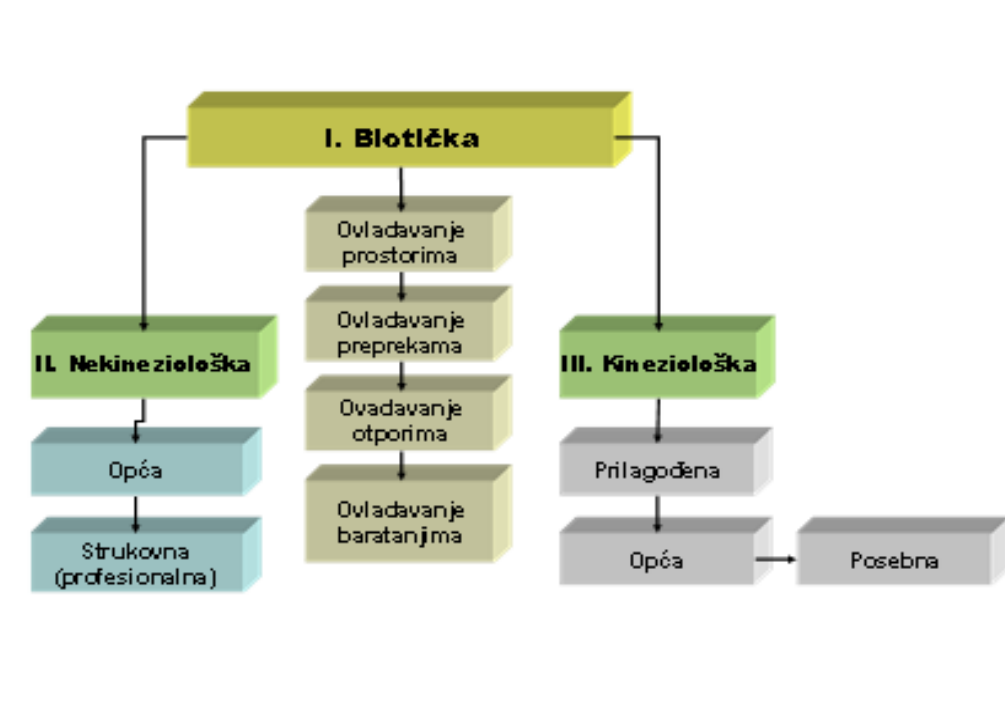 I. Biotička
Ovladavanje
prostorima
Ovladavanje
preprekama
Ovadavanje
otporima
Ovladavanje
baratanjima
II. Nekineziološka
Opća
Strukovna
(profesionalna)
III. Kineziološka
Prilagođena
Opća
Posebna